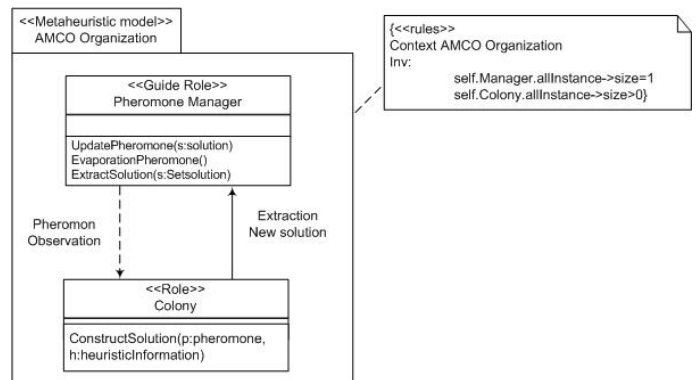 <<Metaheuristic model>>
AMCO Organization
{<<rules>>
Context AMCO Organization
Inv:
self.Manager.allInstance->size=1
self.Colony.allInstance->size>0}
<<Guide Role>>
Pheromone Manager
UpdatePheromone(s:solution)
EvaporationPheromone()
ExtractSolution(s:Setsolution)
Pheromon
Observation
Extraction
New solution
<<Role>>
Colony
ConstructSolution(p:pheromone,
h:heuristicInformation)